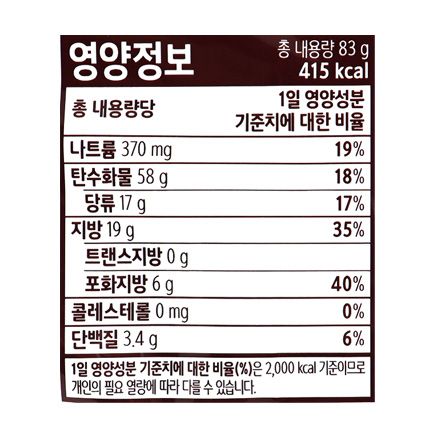 영양정보
총 내용량 83 g
415 kcal
총 내용량당
1일 영양성분
기준치에 대한 비율
나트륨 370 mg 19%
탄수화물 58 g 18%
당류 17 g 17%
지방 19 g 35%
트랜스지방 0 g
포화지방 6 g 40%
콜레스테롤 0 mg 0%
단백질 3.4 g 6%
1일 영양성분 기준치에 대한 비율(%)은 2,000 kcal 기준이므로
개인의 필요 열량에 따라 다를 수 있습니다.